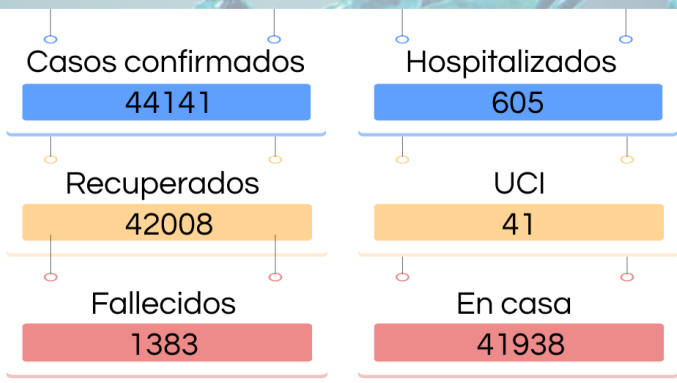 Casos confirmados
44141
Hospitalizados
605
Recuperados
42008
UCI
41
Fallecidos
1383
En casa
41938